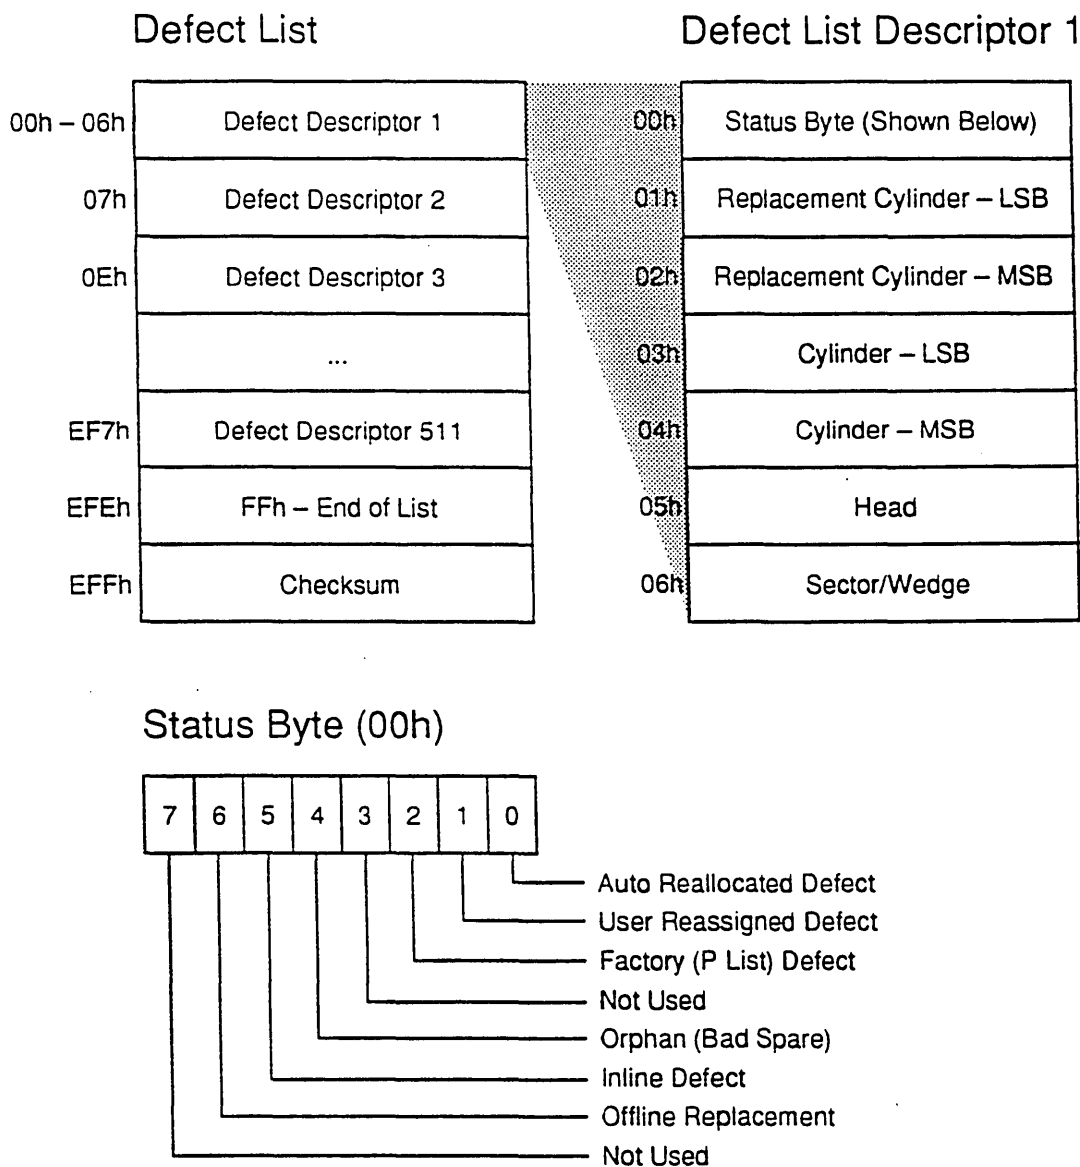 Defect List
Defect List Descriptor 1
00h – 06h Defect Descriptor 1
07h Defect Descriptor 2
0Eh Defect Descriptor 3
...
EF7h Defect Descriptor 511
EFEh FFh – End of List
EFFh Checksum
00h Status Byte (Shown Below)
01h Replacement Cylinder – LSB
02h Replacement Cylinder – MSB
03h Cylinder – LSB
04h Cylinder – MSB
05h Head
06h Sector/Wedge
Status Byte (00h)
7 6 5 4 3 2 1 0
Auto Reallocated Defect
User Reassigned Defect
Factory (P List) Defect
Not Used
Orphan (Bad Spare)
Inline Defect
Offline Replacement
Not Used